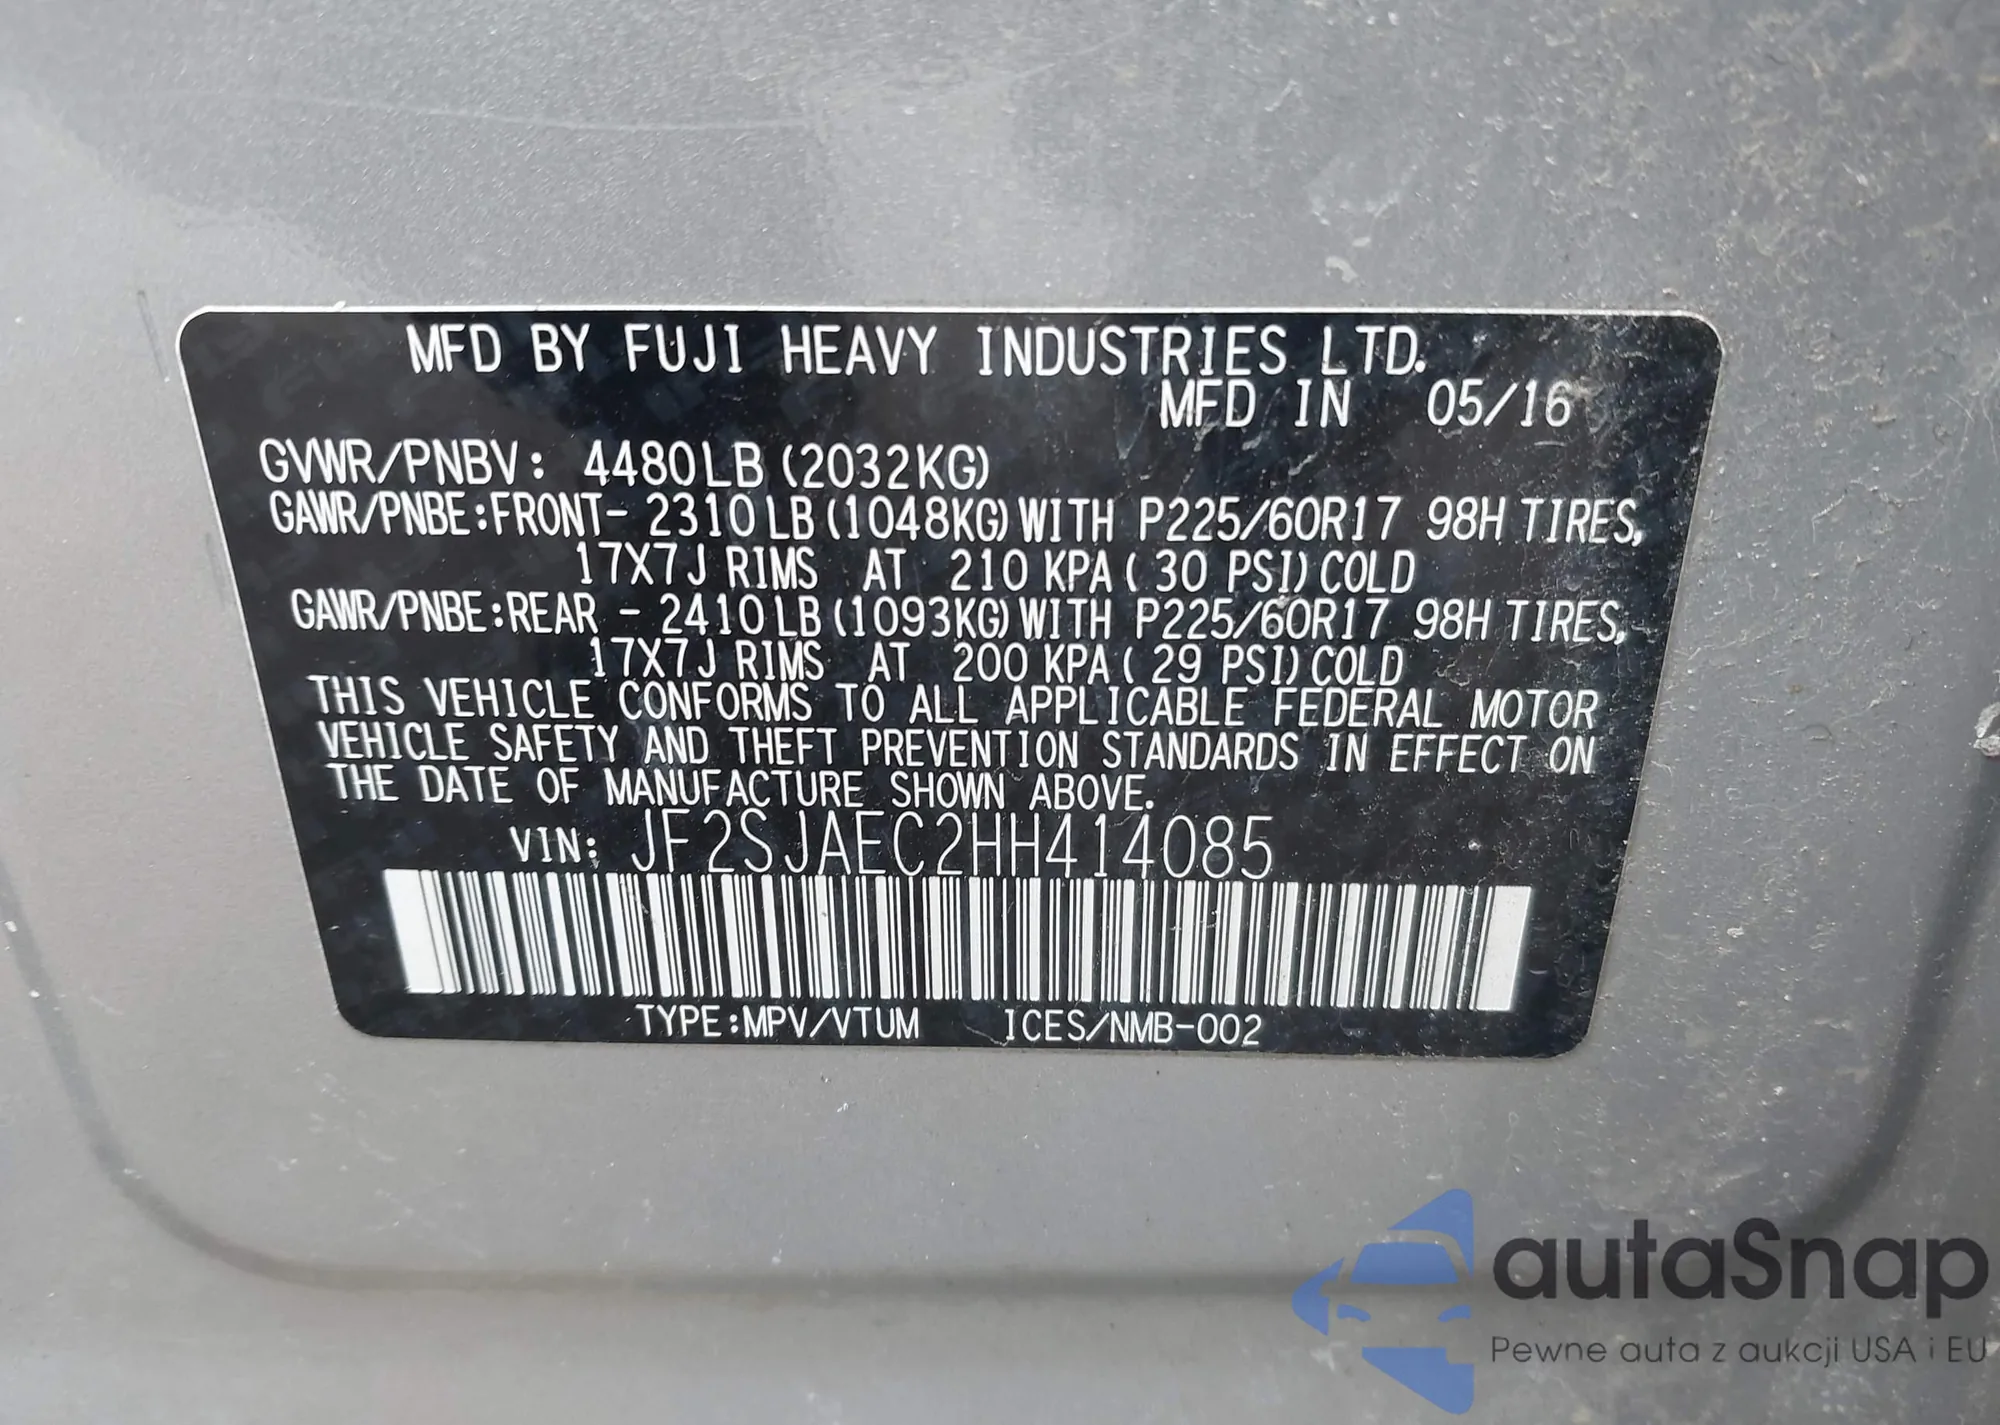 MFD BY FUJI HEAVY INDUSTRIES LTD.
MFD IN 05/16
GVWR/PNBV: 4480LB (2032KG)
GAWR/PNBE:FRONT- 2310LB(1048KG)WITH P225/60R17 98H TIRES,
17X7J RIMS AT 210 KPA( 30 PSI)COLD
GAWR/PNBE:REAR - 2410LB(1093KG)WITH P225/60R17 98H TIRES,
17X7J RIMS AT 200 KPA( 29 PSI)COLD
THIS VEHICLE CONFORMS TO ALL APPLICABLE FEDERAL MOTOR
VEHICLE SAFETY AND THEFT PREVENTION STANDARDS IN EFFECT ON
THE DATE OF MANUFACTURE SHOWN ABOVE.
VIN: JF2SJAEC2HH414085
TYPE:MPV/VTUM ICES/NMB-002
autaSnap
Pewne auta z aukcji USA i EU